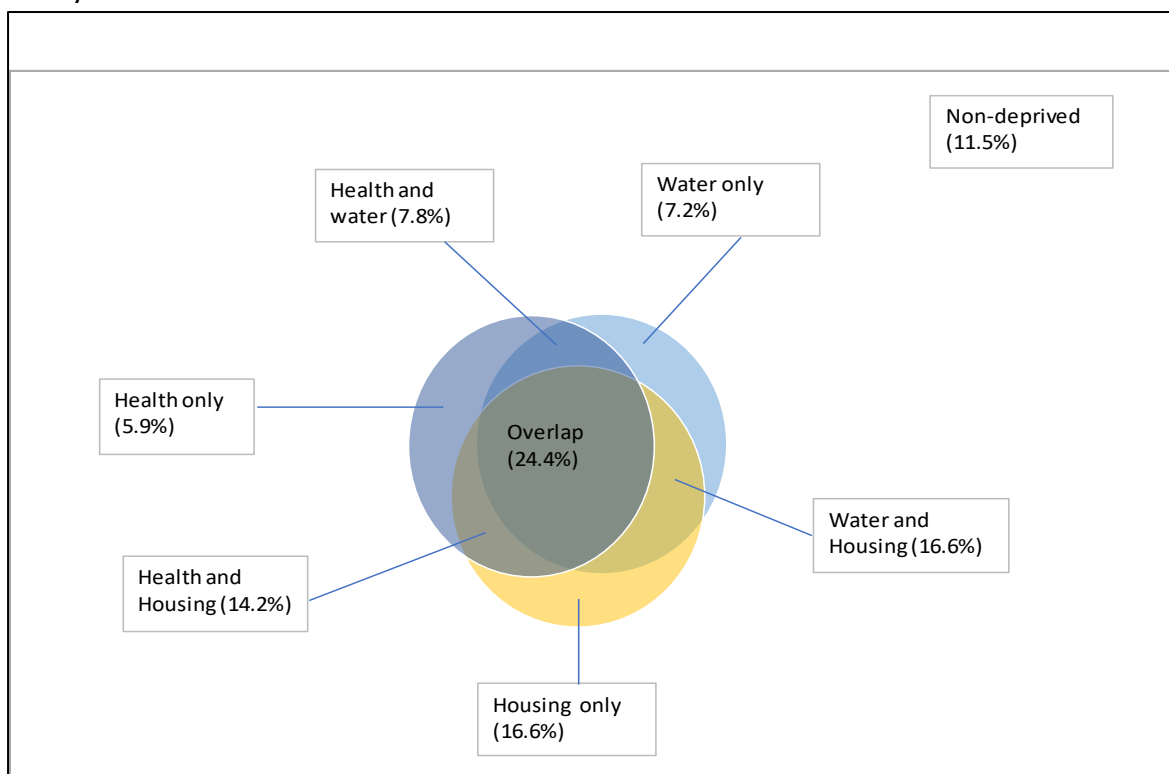 Non-deprived
(11.5%)
Health and
water (7.8%)
Water only
(7.2%)
Health only
(5.9%)
Overlap
(24.4%)
Water and
Housing (16.6%)
Health and
Housing (14.2%)
Housing only
(16.6%)